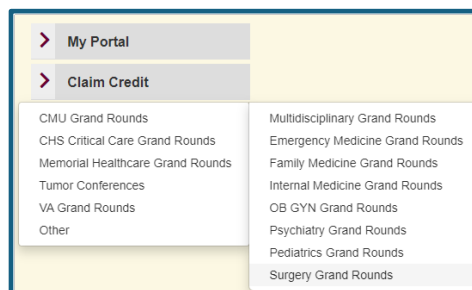 My Portal
Claim Credit
CMU Grand Rounds
CHS Critical Care Grand Rounds
Memorial Healthcare Grand Rounds
Tumor Conferences
VA Grand Rounds
Other
Multidisciplinary Grand Rounds
Emergency Medicine Grand Rounds
Family Medicine Grand Rounds
Internal Medicine Grand Rounds
OB GYN Grand Rounds
Psychiatry Grand Rounds
Pediatrics Grand Rounds
Surgery Grand Rounds